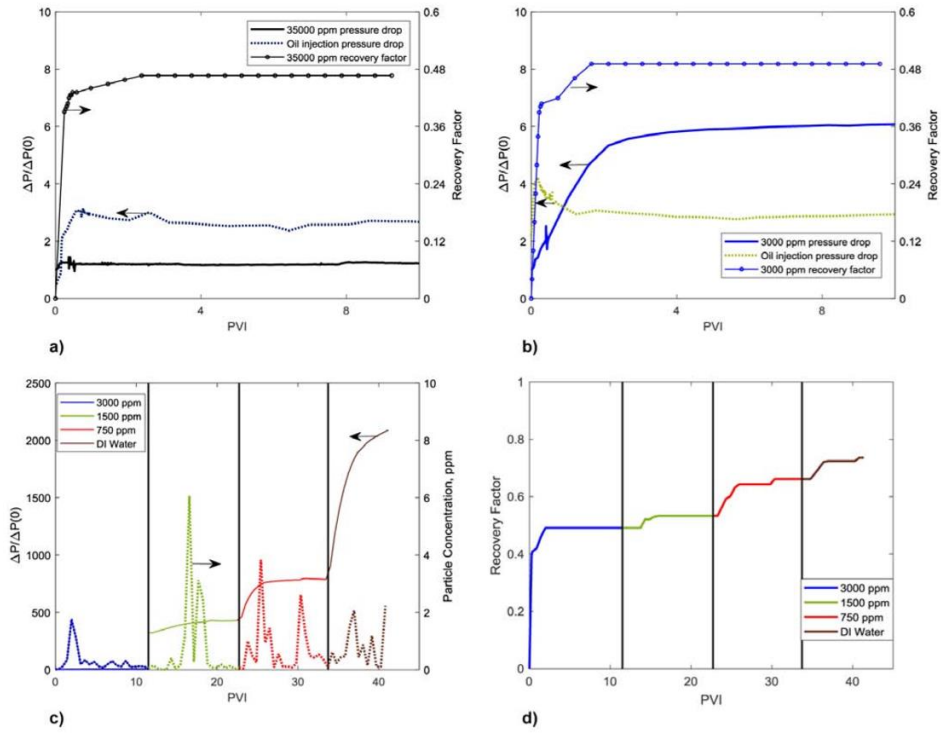 10
8
6
4
2
0
ΔP/ΔP(0)
0.6
0.48
0.36
0.24
0.12
0
Recovery Factor
35000 ppm pressure drop
Oil injection pressure drop
35000 ppm recovery factor
0 4 8
PVI
a)
10
8
6
4
2
0
ΔP/ΔP(0)
0.6
0.48
0.36
0.24
0.12
0
Recovery Factor
3000 ppm pressure drop
Oil injection pressure drop
3000 ppm recovery factor
0 4 8
PVI
b)
2500
2000
1500
1000
500
0
ΔP/ΔP(0)
10
8
6
4
2
0
Particle Concentration, ppm
3000 ppm
1500 ppm
750 ppm
DI Water
0 10 20 30 40
PVI
c)
1
0.8
0.6
0.4
0.2
0
Recovery Factor
3000 ppm
1500 ppm
750 ppm
DI Water
0 10 20 30 40
PVI
d)